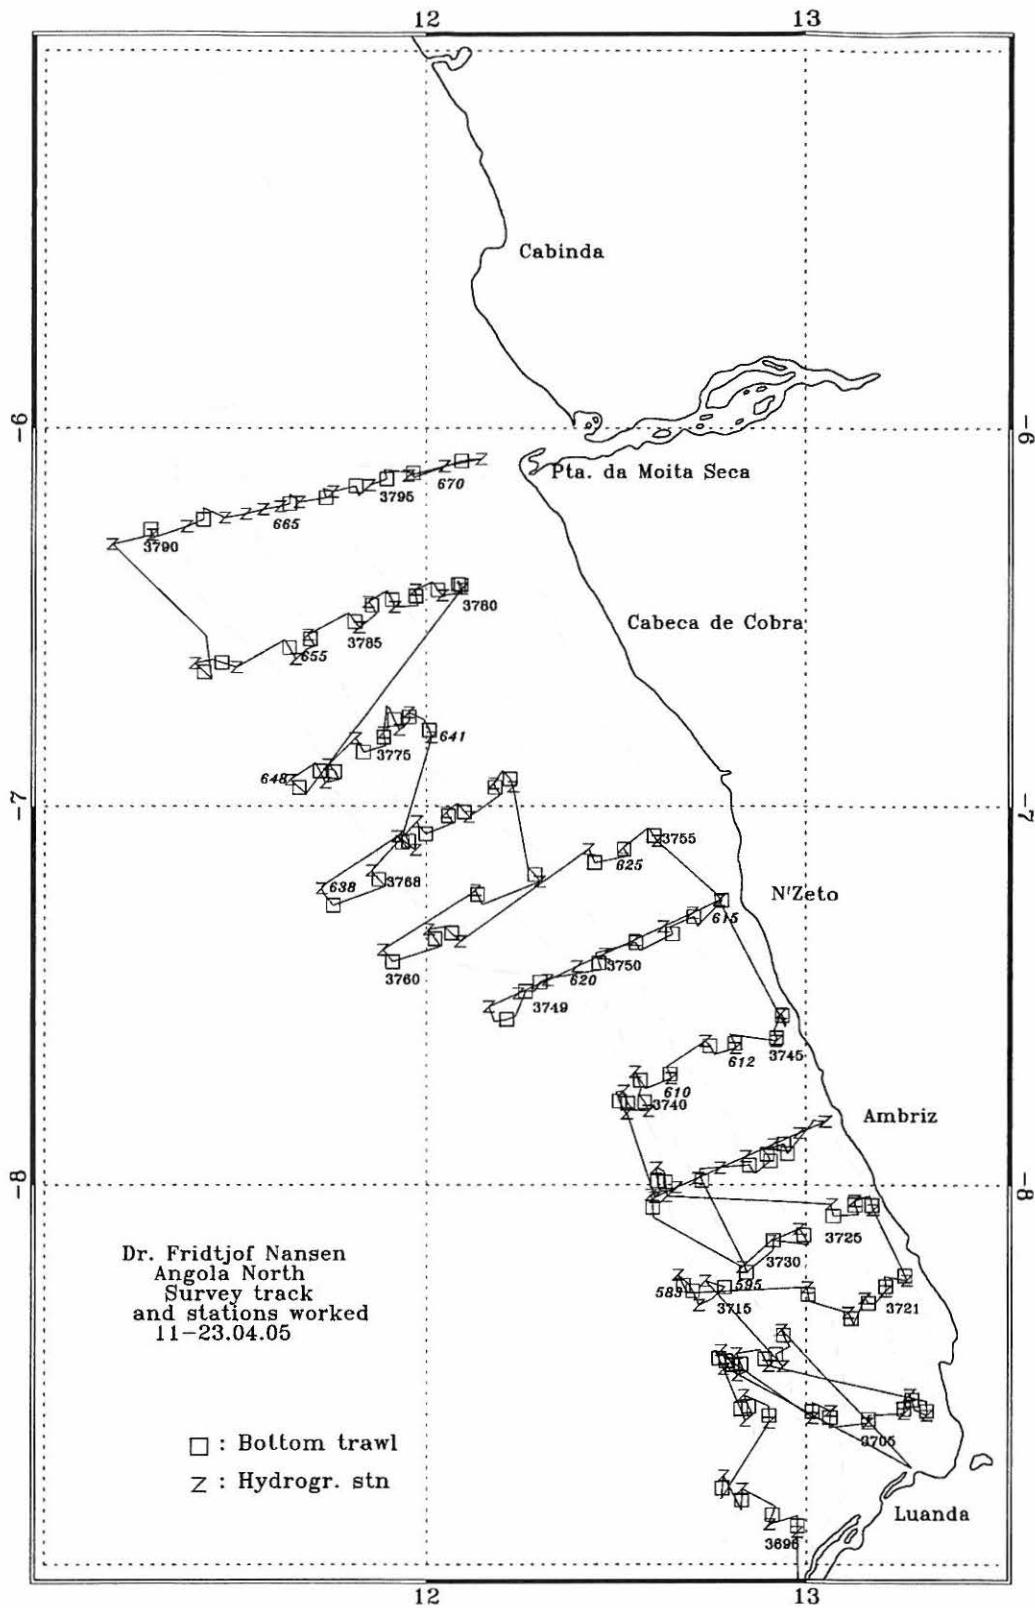 12 13
Cabinda
-6 -6
Pta. da Moita Seca
3795 670
665
3790
3780
Cabeca de Cobra
3785
655
641
3775
648
-7 -7
3755
625
638 3768
N'Zeto
615
3760
3750
620
3749
3745
612
610
3740
Ambriz
-8 -8
3725
3730
595
583
3715
3721
Dr. Fridtjof Nansen
Angola North
Survey track
and stations worked
11-23.04.05
3705
□ : Bottom trawl
Z : Hydrogr. stn
Luanda
3696
12 13